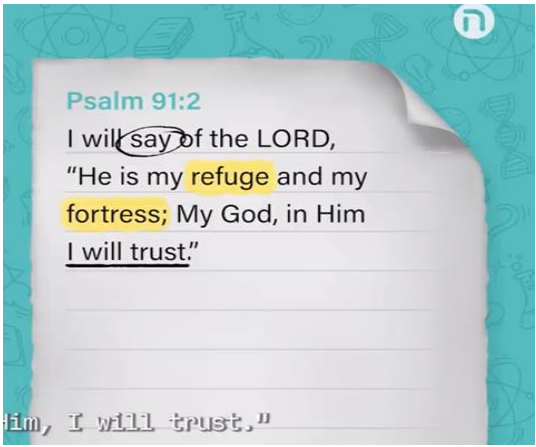 Psalm 91:2
I will say of the LORD,
“He is my refuge and my
fortress; My God, in Him
I will trust.”
Him, I will trust."